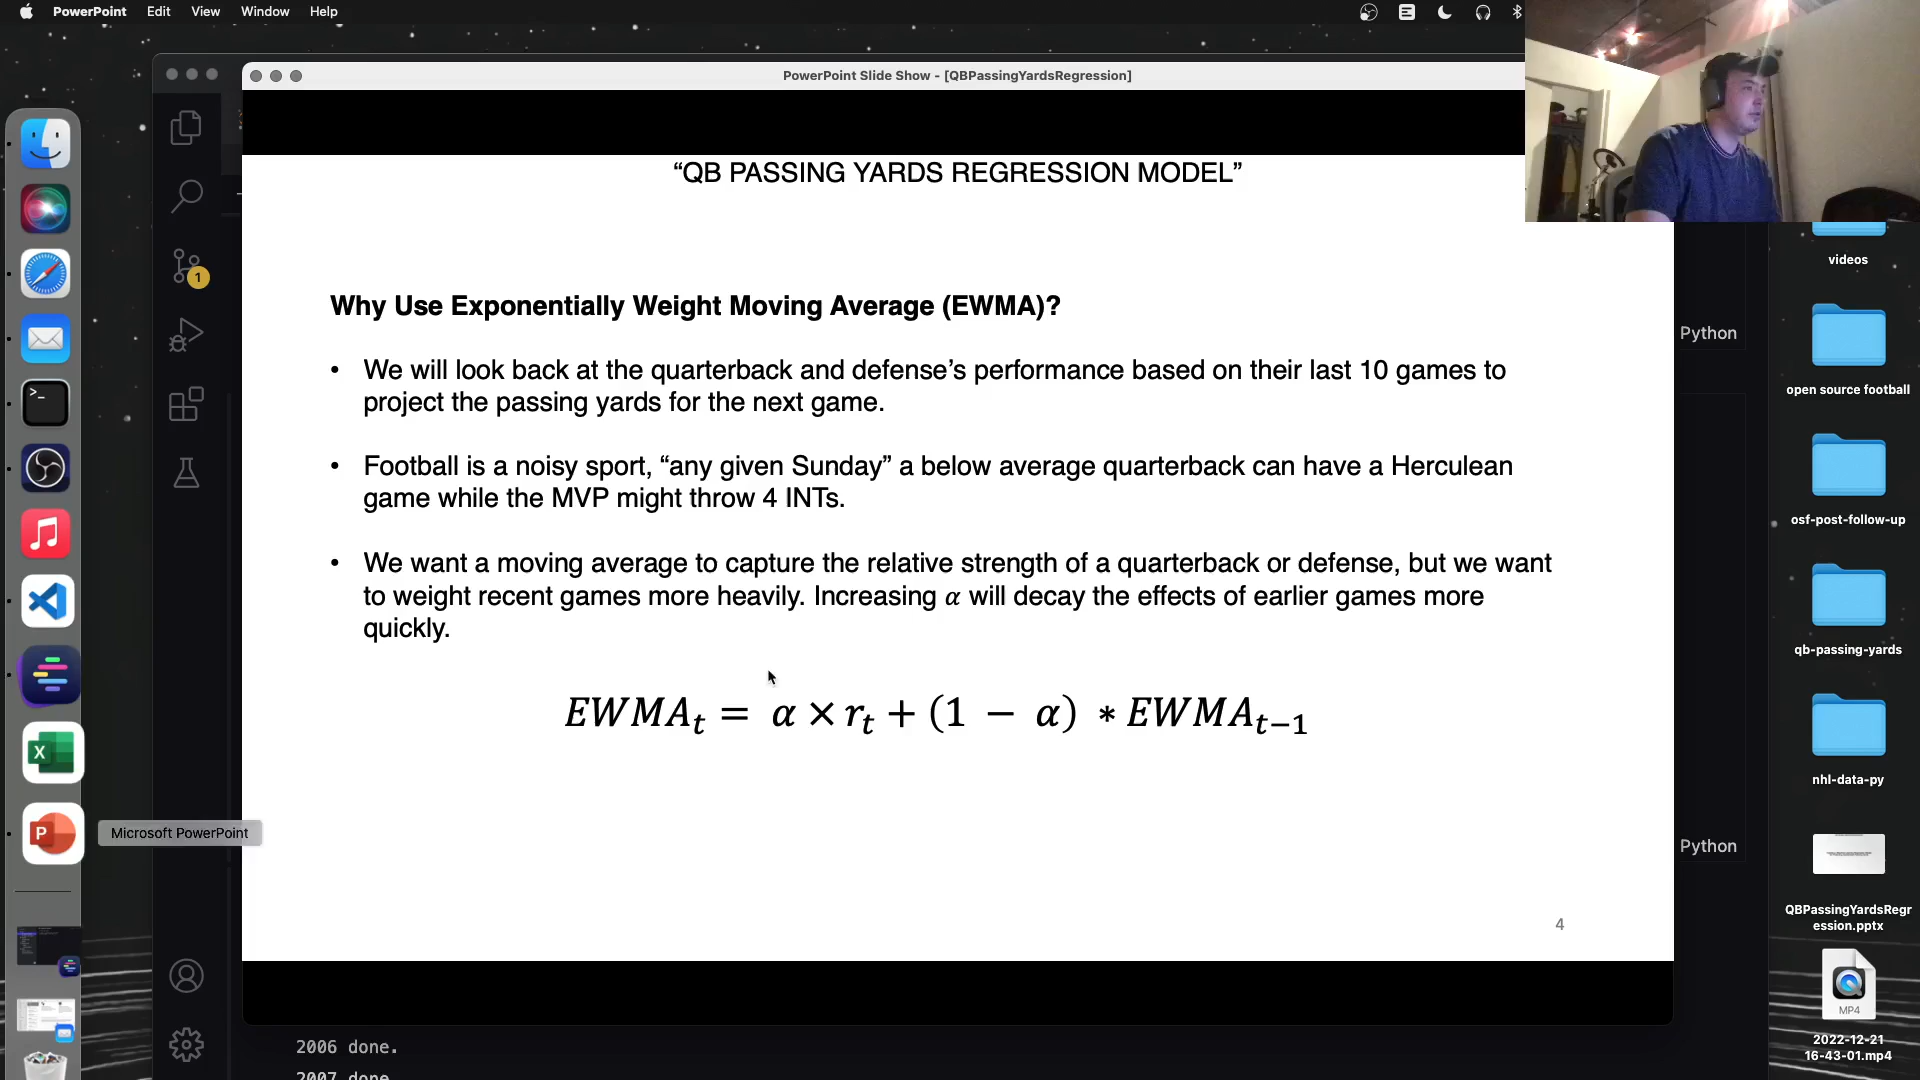 PowerPoint Edit View Window Help
PowerPoint Slide Show - [QBPassingYardsRegression]
“QB PASSING YARDS REGRESSION MODEL”
Why Use Exponentially Weight Moving Average (EWMA)?
• We will look back at the quarterback and defense’s performance based on their last 10 games to
project the passing yards for the next game.
• Football is a noisy sport, “any given Sunday” a below average quarterback can have a Herculean
game while the MVP might throw 4 INTs.
• We want a moving average to capture the relative strength of a quarterback or defense, but we want
to weight recent games more heavily. Increasing α will decay the effects of earlier games more
quickly.
EWMAₜ = α × rₜ + (1 − α) ∗ EWMAₜ₋₁
4
1
Microsoft PowerPoint
2006 done.
2007 done
Python
Python
videos
open source football
osf-post-follow-up
qb-passing-yards
nhl-data-py
QBPassingYardsRegr
ession.pptx
MP4
2022-12-21
16-43-01.mp4